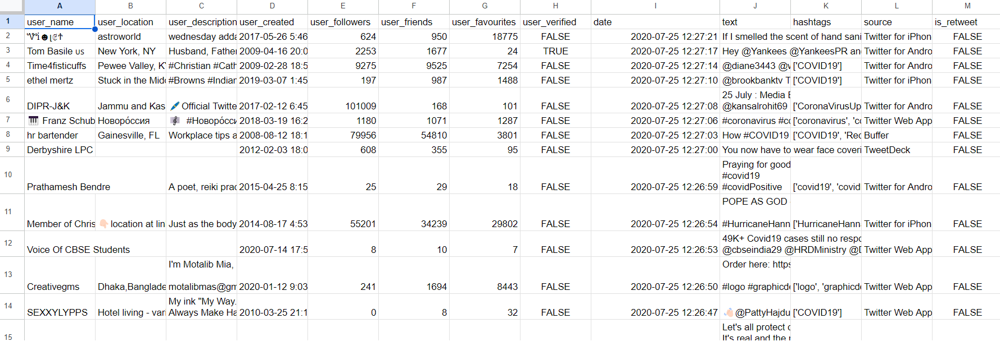 A B C D E F G H I J K L M
1 user_name user_location user_description user_created user_followers user_friends user_favourites user_verified date text hashtags source is_retweet
2 astroworld wednesday adda 2017-05-26 5:46 624 950 18775 FALSE 2020-07-25 12:27:21 If I smelled the scent of hand sani Twitter for iPhon FALSE
3 Tom Basile us New York, NY Husband, Father 2009-04-16 20:0 2253 1677 24 TRUE 2020-07-25 12:27:17 Hey @Yankees @YankeesPR an Twitter for Andro FALSE
4 Time4fisticuffs Pewee Valley, KY #Christian #Cath 2009-02-28 18:5 9275 9525 7254 FALSE 2020-07-25 12:27:14 @diane3443 @w ['COVID19'] Twitter for Andro FALSE
5 ethel mertz Stuck in the Midd #Browns #Indian 2019-03-07 1:45 197 987 1488 FALSE 2020-07-25 12:27:10 @brookbanktv T ['COVID19'] Twitter for iPhon FALSE
25 July : Media B
6 DIPR-J&K Jammu and Kas 🖊️ Official Twitte 2017-02-12 6:45 101009 168 101 FALSE 2020-07-25 12:27:08 @kansalrohit69 ['CoronaVirusUp Twitter for Andro FALSE
7 🎹 Franz Schub Новоро́ссия 🎼 #Новоро́сси 2018-03-19 16:2 1180 1071 1287 FALSE 2020-07-25 12:27:06 #coronavirus #co ['coronavirus', 'co Twitter Web App FALSE
8 hr bartender Gainesville, FL Workplace tips a 2008-08-12 18:1 79956 54810 3801 FALSE 2020-07-25 12:27:03 How #COVID19 ['COVID19', 'Rec Buffer FALSE
9 Derbyshire LPC 2012-02-03 18:0 608 355 95 FALSE 2020-07-25 12:27:00 You now have to wear face coveri TweetDeck FALSE
Praying for good
10 #covid19
Prathamesh Bendre A poet, reiki prac 2015-04-25 8:15 25 29 18 FALSE 2020-07-25 12:26:59 #covidPositive ['covid19', 'covid Twitter for Andro FALSE
POPE AS GOD
11
Member of Chris 👇🏻location at lin Just as the body 2014-08-17 4:53 55201 34239 29802 FALSE 2020-07-25 12:26:54 #HurricaneHann ['HurricaneHann Twitter for iPhon FALSE
12 49K+ Covid19 cases still no respo
Voice Of CBSE Students 2020-07-14 17:5 8 10 7 FALSE 2020-07-25 12:26:53 @cbseindia29 @HRDMinistry @D Twitter Web App FALSE
I'm Motalib Mia, Order here: https
13
Creativegms Dhaka,Banglade motalibmas@gm 2020-01-12 9:03 241 1694 8443 FALSE 2020-07-25 12:26:50 #logo #graphicde ['logo', 'graphicde Twitter Web App FALSE
14 My ink "My Way.
SEXXYLYPPS Hotel living - vari Always Make Ha 2010-03-25 21:1 0 8 32 FALSE 2020-07-25 12:26:47 👋🏻@PattyHajdu ['COVID19'] Twitter Web App FALSE
Let's all protect o
15 It's real and the